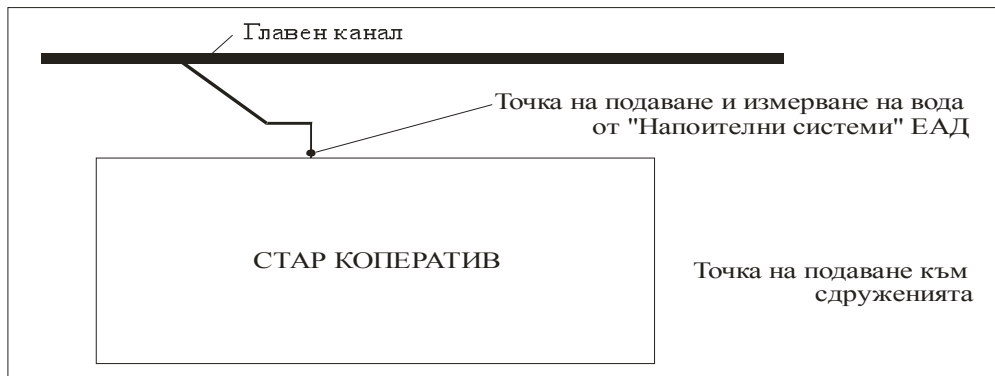 Главен канал
Точка на подаване и измерване на вода
от "Напоителни системи" ЕАД
СТАР КОПЕРАТИВ
Точка на подаване към
сдруженията